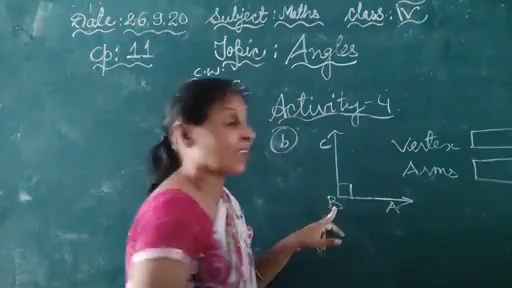 Date: 26.9.20 Subject: Maths Class: IV
Cp: 11 Topic: Angles
C.W.
Activity-4.
b C Vertex
Arms
B A